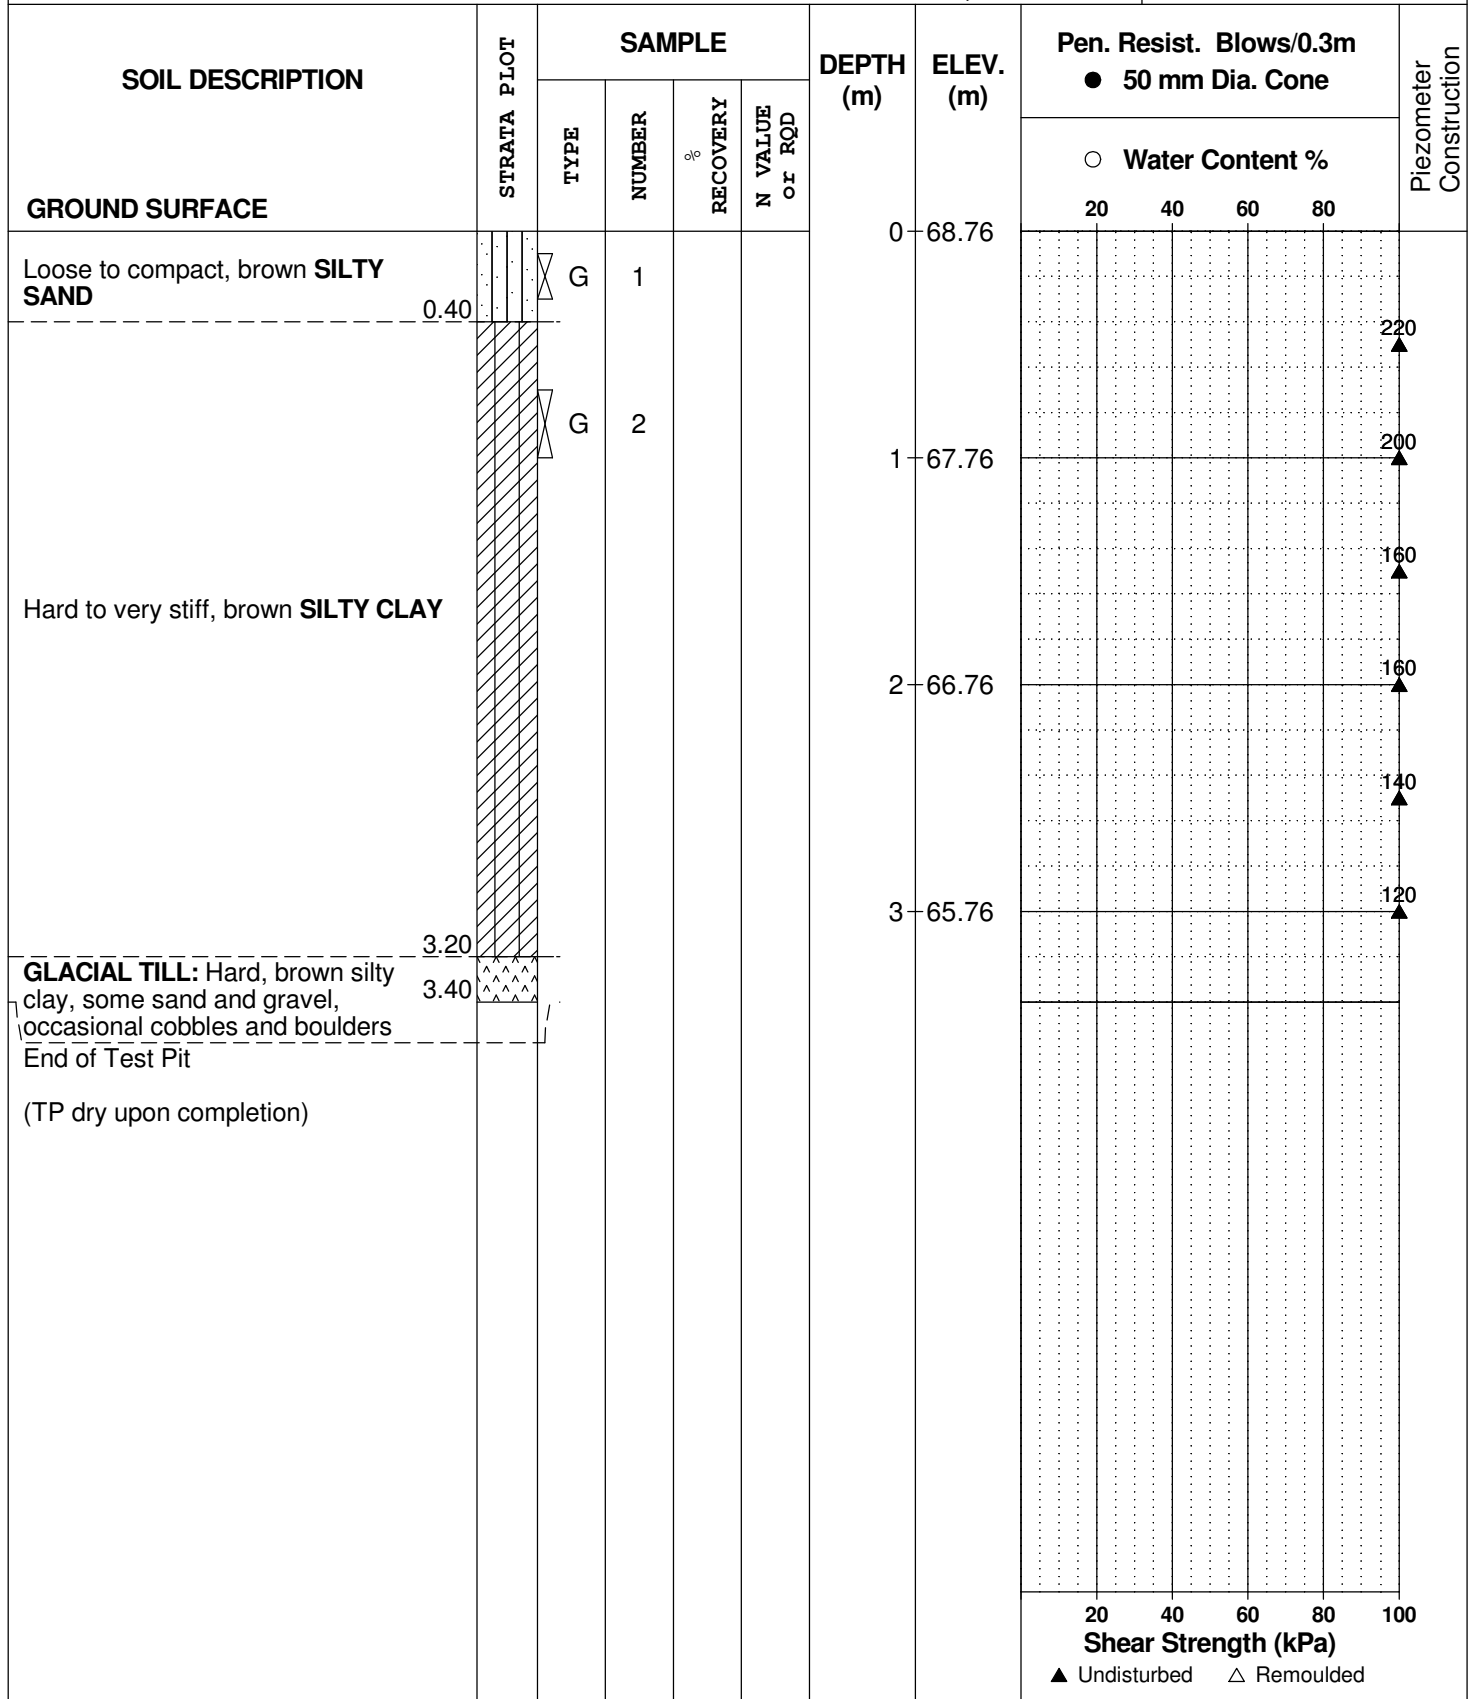 SOIL DESCRIPTION
GROUND SURFACE
STRATA PLOT
SAMPLE
TYPE
NUMBER
%
RECOVERY
N VALUE
or RQD
DEPTH
(m)
ELEV.
(m)
Pen. Resist. Blows/0.3m
● 50 mm Dia. Cone
○ Water Content %
20 40 60 80
Piezometer
Construction
0 68.76
Loose to compact, brown SILTY
SAND
0.40
G 1
220
G 2
200
1 67.76
160
Hard to very stiff, brown SILTY CLAY
160
2 66.76
140
120
3 65.76
3.20
GLACIAL TILL: Hard, brown silty
clay, some sand and gravel,
occasional cobbles and boulders
3.40
End of Test Pit
(TP dry upon completion)
20 40 60 80 100
Shear Strength (kPa)
▲ Undisturbed △ Remoulded